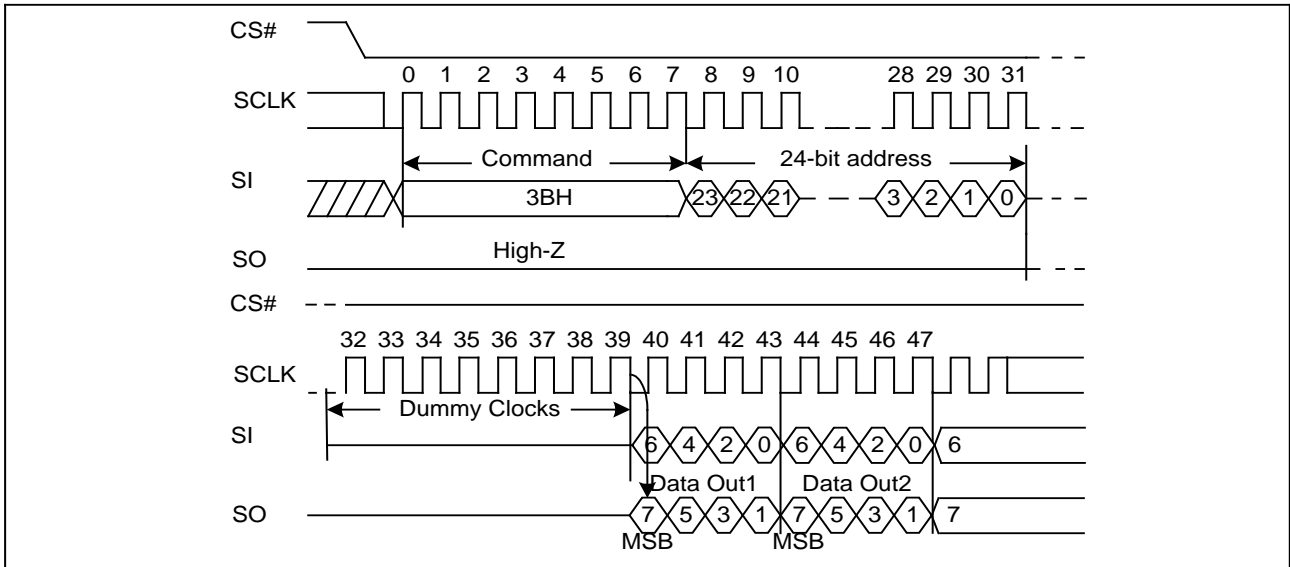 CS#
0 1 2 3 4 5 6 7 8 9 10 28 29 30 31
SCLK
Command 24-bit address
SI
3BH 23 22 21 3 2 1 0
High-Z
SO
CS#
32 33 34 35 36 37 38 39 40 41 42 43 44 45 46 47
SCLK
Dummy Clocks
SI
6 4 2 0 6 4 2 0 6
Data Out1 Data Out2
SO
7 5 3 1 7 5 3 1 7
MSB MSB